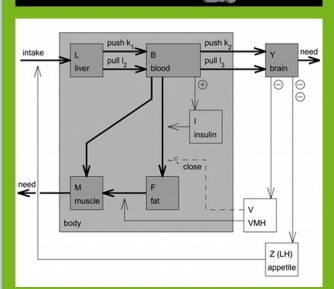 intake
L
liver
push k1
pull l2
B
blood
push k2
pull l3
Y
brain
need
I
insulin
close
need
M
muscle
F
fat
body
V
VMH
Z (LH)
appetite